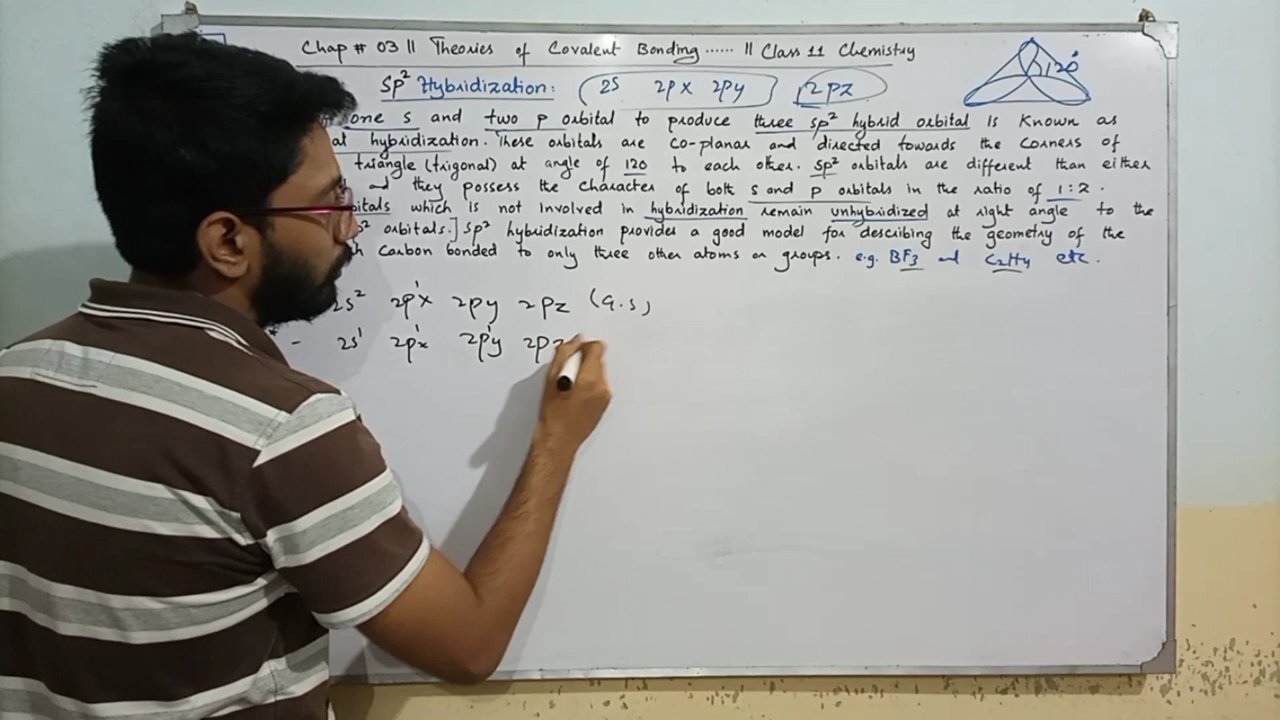 Chap # 03 || Theories of Covalent Bonding ...... || Class 11 Chemistry
Sp² Hybridization: 2S 2Px 2Py 2Pz 120°
one s and two p orbital to produce three sp² hybrid orbital is known as
hybridization. These orbitals are co-planar and directed towards the corners of
triangle (trigonal) at angle of 120 to each other. Sp² orbitals are different than either
and they possess the character of both s and p orbitals in the ratio of 1:2.
which is not involved in hybridization remain unhybridized at right angle to the
orbitals.] Sp² hybridization provides a good model for describing the geometry of the
Carbon bonded to only three other atoms or groups. e.g. BF3 and C2H4 etc.
2S² 2P¹x 2Py 2Pz (G.S)
* – 2S¹ 2P¹x 2P¹y 2Pz